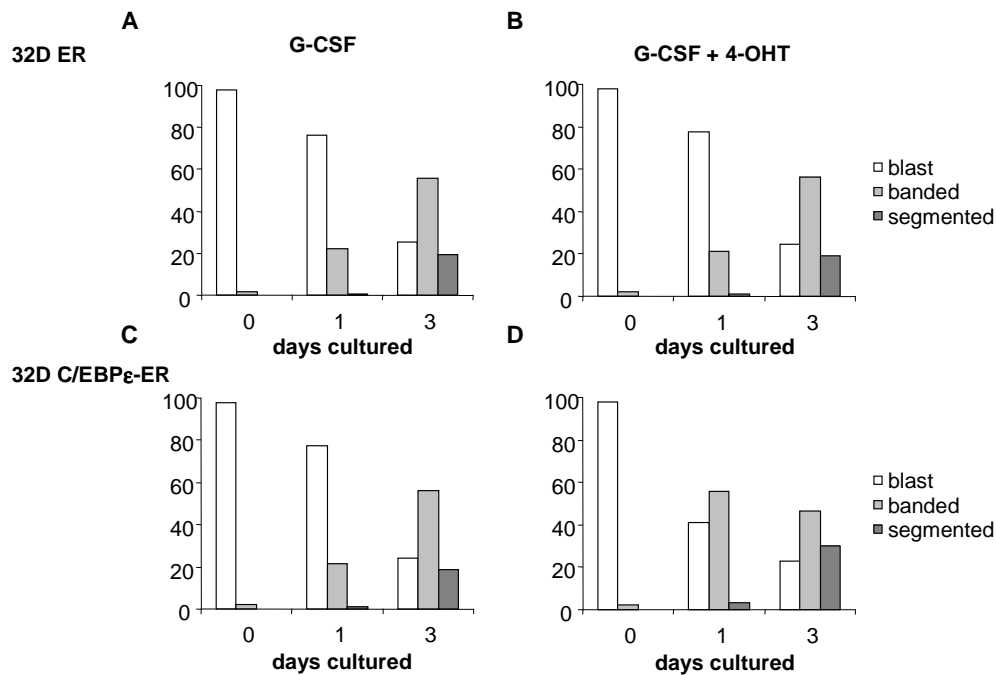 A
B
G-CSF
G-CSF + 4-OHT
32D ER
100
80
60
40
20
0
0 1 3
days cultured
100
80
60
40
20
0
0 1 3
days cultured
blast
banded
segmented
C
D
32D C/EBPε-ER
100
80
60
40
20
0
0 1 3
days cultured
100
80
60
40
20
0
0 1 3
days cultured
blast
banded
segmented